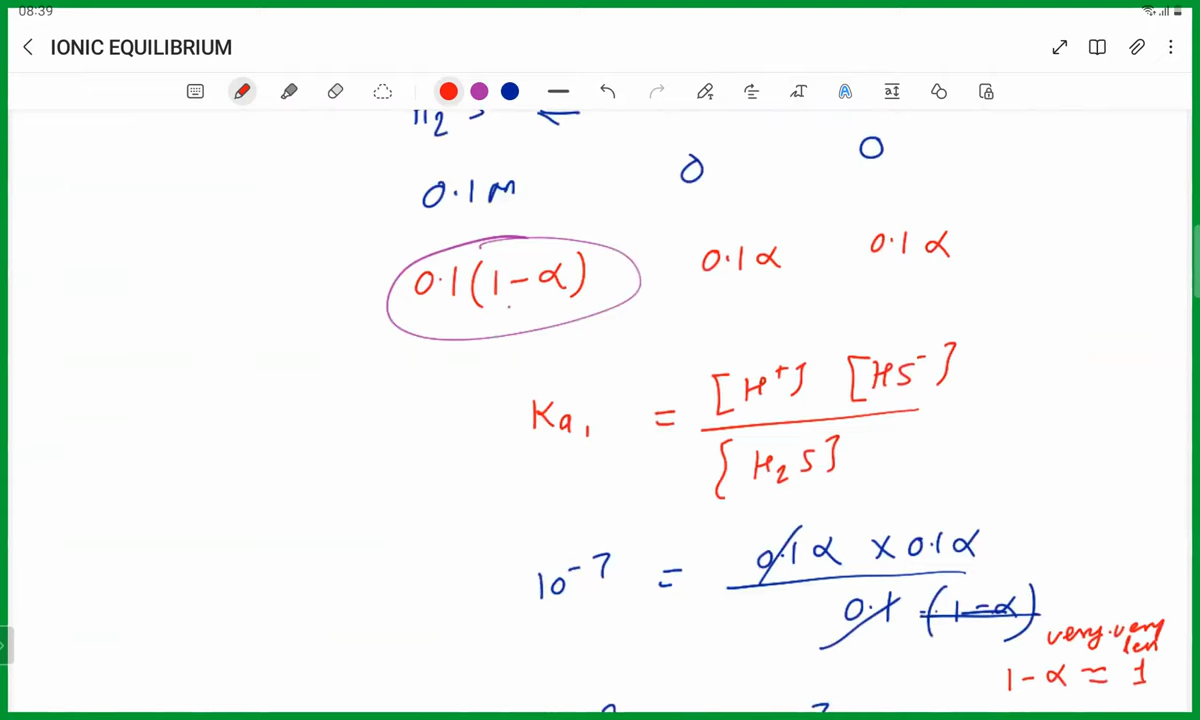 08:39
IONIC EQUILIBRIUM
H₂S ⇌
0.1 M 0 0
0.1(1-α) 0.1α 0.1α
Ka₁ = [H⁺] [HS⁻] / [H₂S]
10⁻⁷ = 0.1α × 0.1α / 0.1 (1-α)
very.very
less
1-α ≈ 1